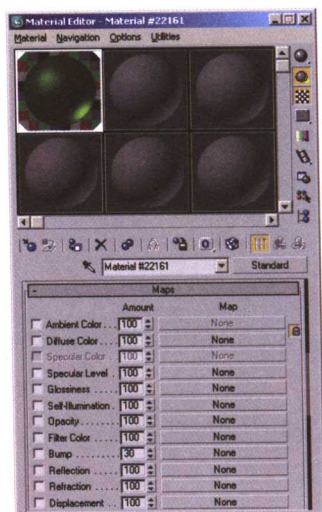 Material Editor - Material #22161
Material Navigation Options Utilities
Material #22161 Standard
- Maps
Amount Map
Ambient Color . . . 100 None
Diffuse Color . . . . 100 None
Specular Color . . 100 None
Specular Level . . 100 None
Glossiness . . . . . 100 None
Self-Illumination . 100 None
Opacity . . . . . . . . 100 None
Filter Color . . . . . 100 None
Bump . . . . . . . . . 30 None
Reflection . . . . . 100 None
Refraction . . . . . 100 None
Displacement . . 100 None